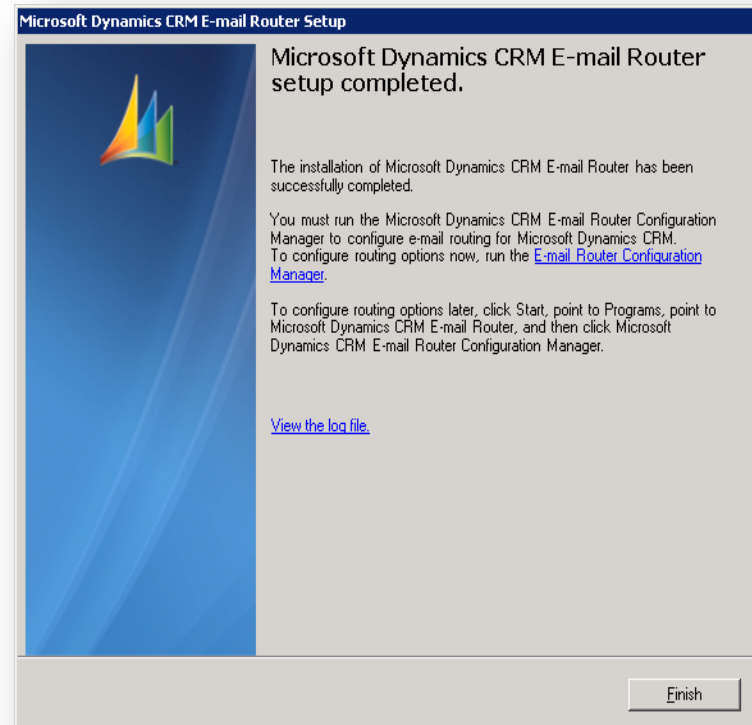 Microsoft Dynamics CRM E-mail Router Setup
Microsoft Dynamics CRM E-mail Router
setup completed.
The installation of Microsoft Dynamics CRM E-mail Router has been
successfully completed.
You must run the Microsoft Dynamics CRM E-mail Router Configuration
Manager to configure e-mail routing for Microsoft Dynamics CRM.
To configure routing options now, run the E-mail Router Configuration
Manager.
To configure routing options later, click Start, point to Programs, point to
Microsoft Dynamics CRM E-mail Router, and then click Microsoft
Dynamics CRM E-mail Router Configuration Manager.
View the log file.
Finish